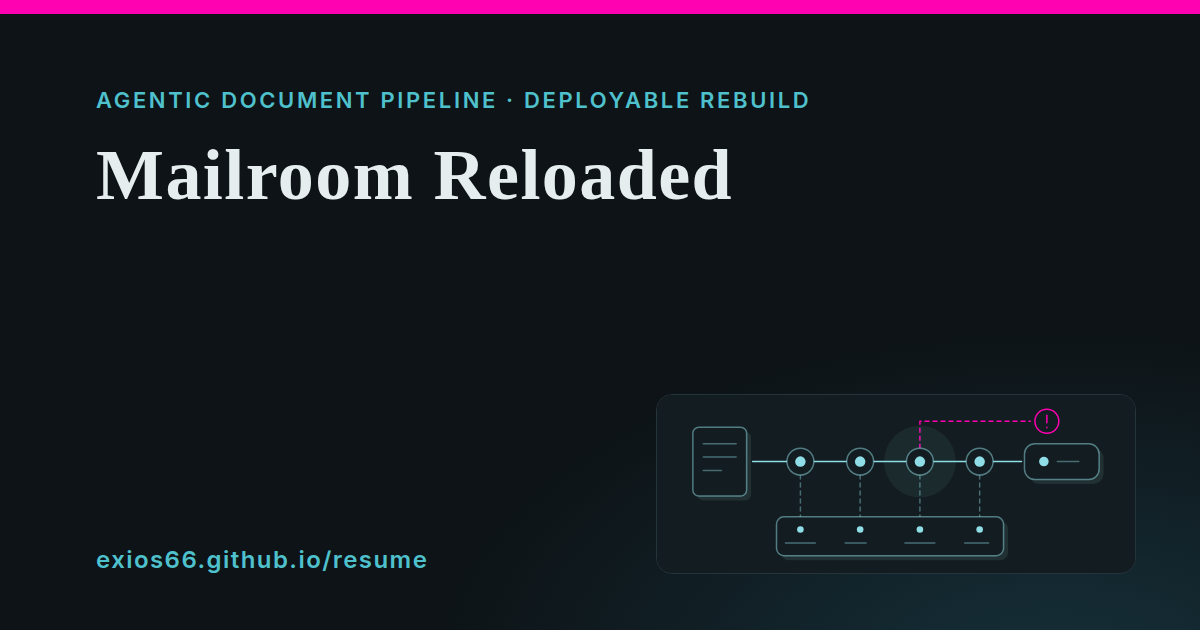 AGENTIC DOCUMENT PIPELINE · DEPLOYABLE REBUILD
Mailroom Reloaded
exios66.github.io/resume